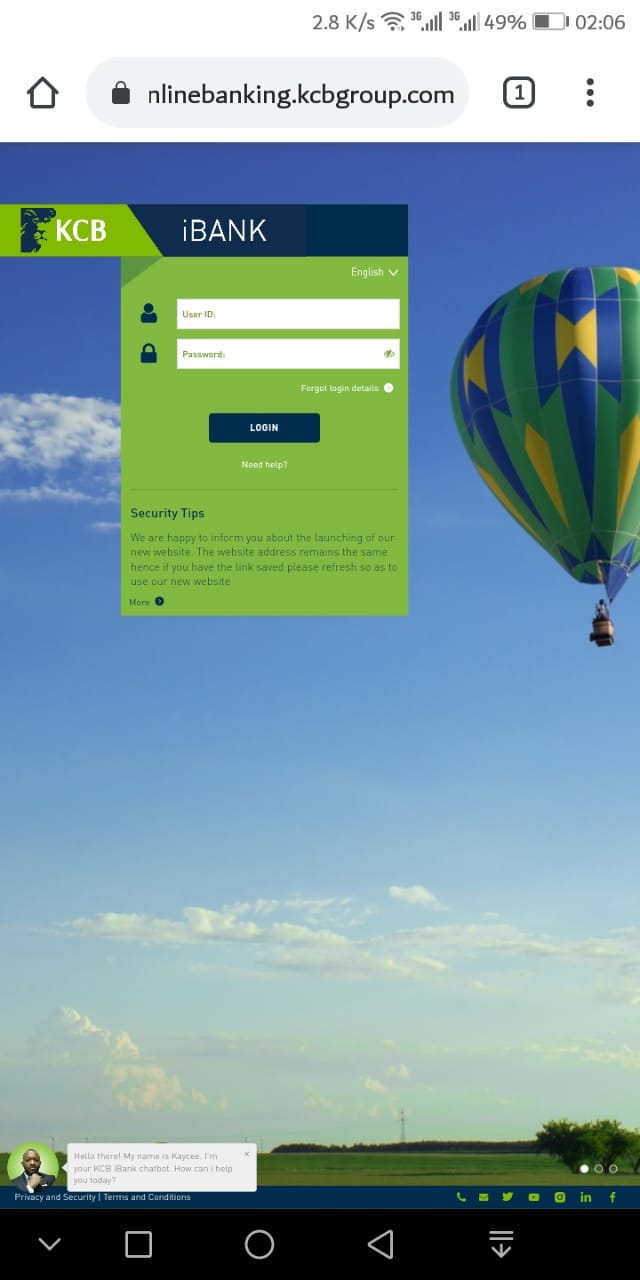 2.8 K/s 3G 3G 49% 02:06
nlinebanking.kcbgroup.com 1
KCB iBANK
English
User ID:
Password:
Forgot login details
LOGIN
Need help?
Security Tips
We are happy to inform you about the launching of our
new website. The website address remains the same
hence if you have the link saved please refresh so as to
use our new website
More
Hello there! My name is Kaycee. I'm
your KCB iBank chatbot. How can i help
you today?
Privacy and Security | Terms and Conditions